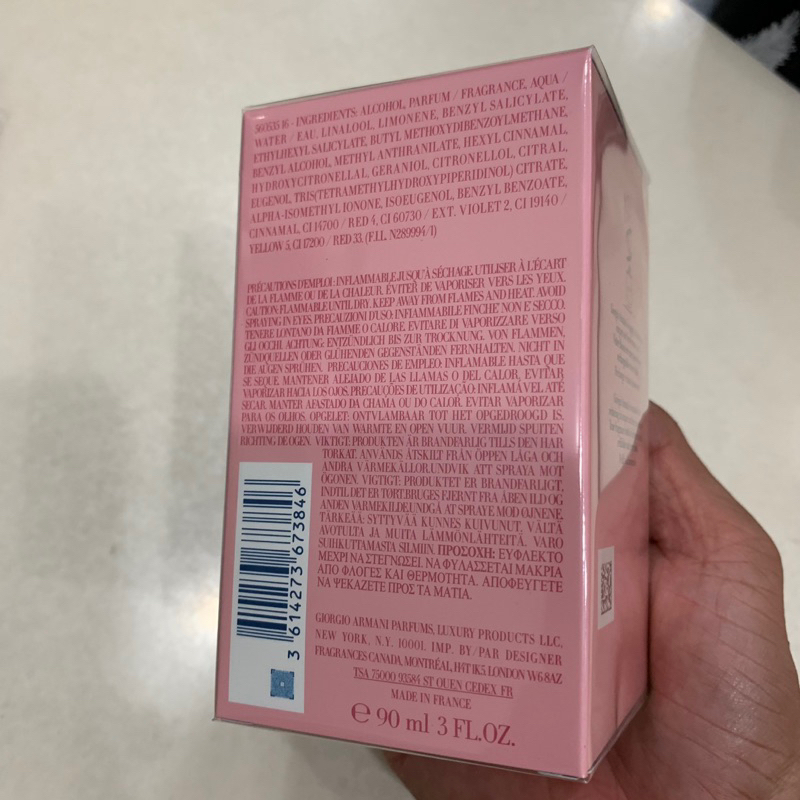 3605354 6 - INGREDIENTS: ALCOHOL, PARFUM / FRAGRANCE, AQUA /
WATER / EAU, LINALOOL, LIMONENE, BENZYL SALICYLATE,
ETHYLHEXYL SALICYLATE, BUTYL METHOXYDIBENZOYLMETHANE,
BENZYL ALCOHOL, METHYL ANTHRANILATE, HEXYL CINNAMAL,
HYDROXYCITRONELLAL, GERANIOL, CITRONELLOL, CITRAL,
EUGENOL, TRIS(TETRAMETHYLHYDROXYPIPERIDINOL) CITRATE,
ALPHA-ISOMETHYL IONONE, ISOEUGENOL, BENZYL BENZOATE,
CINNAMAL, CI 14700 / RED 4, CI 60730 / EXT. VIOLET 2, CI 19140 /
YELLOW 5, CI 17200 / RED 33. (F.I.L. N289994/1)
PRÉCAUTIONS D'EMPLOI: INFLAMMABLE JUSQU'À SÉCHAGE. UTILISER À L'ÉCART
DE LA FLAMME OU DE LA CHALEUR. ÉVITER DE VAPORISER VERS LES YEUX.
CAUTION: FLAMMABLE UNTIL DRY. KEEP AWAY FROM FLAMES AND HEAT. AVOID
SPRAYING IN EYES. PRECAUZIONI D'USO: INFIAMMABILE FINCHE' NON E' SECCO.
TENERE LONTANO DA FIAMME O CALORE. EVITARE DI VAPORIZZARE VERSO
GLI OCCHI. ACHTUNG: ENTZÜNDLICH BIS ZUR TROCKNUNG. VON FLAMMEN,
ZÜNDQUELLEN ODER GLÜHENDEN GEGENSTÄNDEN FERNHALTEN. NICHT IN
DIE AUGEN SPRÜHEN. PRECAUCIONES DE EMPLEO: INFLAMABLE HASTA QUE
SE SEQUE. MANTENER ALEJADO DE LAS LLAMAS O DEL CALOR. EVITAR
VAPORIZAR HACIA LOS OJOS. PRECAUÇÕES DE UTILIZAÇÃO: INFLAMÁVEL ATÉ
SECAR. MANTER AFASTADO DA CHAMA OU DO CALOR. EVITAR VAPORIZAR
PARA OS OLHOS. OPGELET: ONTVLAMBAAR TOT HET OPGEDROOGD IS.
VERWIJDERD HOUDEN VAN WARMTE EN OPEN VUUR. VERMIJD SPUITEN
RICHTING DE OGEN. VIKTIGT: PRODUKTEN ÄR BRANDFARLIG TILLS DEN HAR
TORKAT. ANVÄNDS ÅTSKILT FRÅN ÖPPEN LÅGA OCH
ANDRA VÄRMEKÄLLOR. UNDVIK ATT SPRAYA MOT
ÖGONEN. VIGTIGT: PRODUKTET ER BRANDFARLIGT,
INDTIL DET ER TØRT. BRUGES FJERNT FRA ÅBEN ILD OG
ANDEN VARMEKILDE. UNDGÅ AT SPRAYE MOD ØJNENE.
TÄRKEÄÄ: SYTTYVÄÄ KUNNES KUIVUNUT. VÄLTÄ
AVOTULTA JA MUITA LÄMMÖNLÄHTEITÄ. VARO
SUIHKUTTAMASTA SILMIIN. ΠΡΟΣΟΧΗ: ΕΥΦΛΕΚΤΟ
ΜΕΧΡΙ ΝΑ ΣΤΕΓΝΩΣΕΙ. ΝΑ ΦΥΛΑΣΣΕΤΑΙ ΜΑΚΡΙΑ
ΑΠΟ ΦΛΟΓΕΣ ΚΑΙ ΘΕΡΜΟΤΗΤΑ. ΑΠΟΦΕΥΓΕΤΕ
ΝΑ ΨΕΚΑΖΕΤΕ ΠΡΟΣ ΤΑ ΜΑΤΙΑ.
3 614273 673846
GIORGIO ARMANI PARFUMS, LUXURY PRODUCTS LLC,
NEW YORK, N.Y. 10001. IMP. BY/PAR DESIGNER
FRAGRANCES CANADA, MONTRÉAL, H4T 1K5. LONDON W6 8AZ
TSA 75000 93584 ST OUEN CEDEX FR
MADE IN FRANCE
℮ 90 ml 3 FL.OZ.